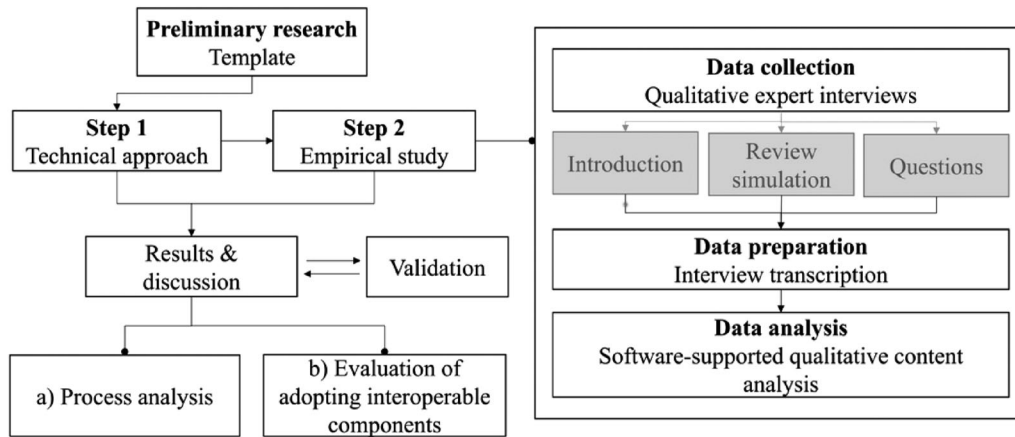 Preliminary research
Template
Step 1
Technical approach
Step 2
Empirical study
Results &
discussion
Validation
a) Process analysis
b) Evaluation of
adopting interoperable
components
Data collection
Qualitative expert interviews
Introduction
Review
simulation
Questions
Data preparation
Interview transcription
Data analysis
Software-supported qualitative content
analysis